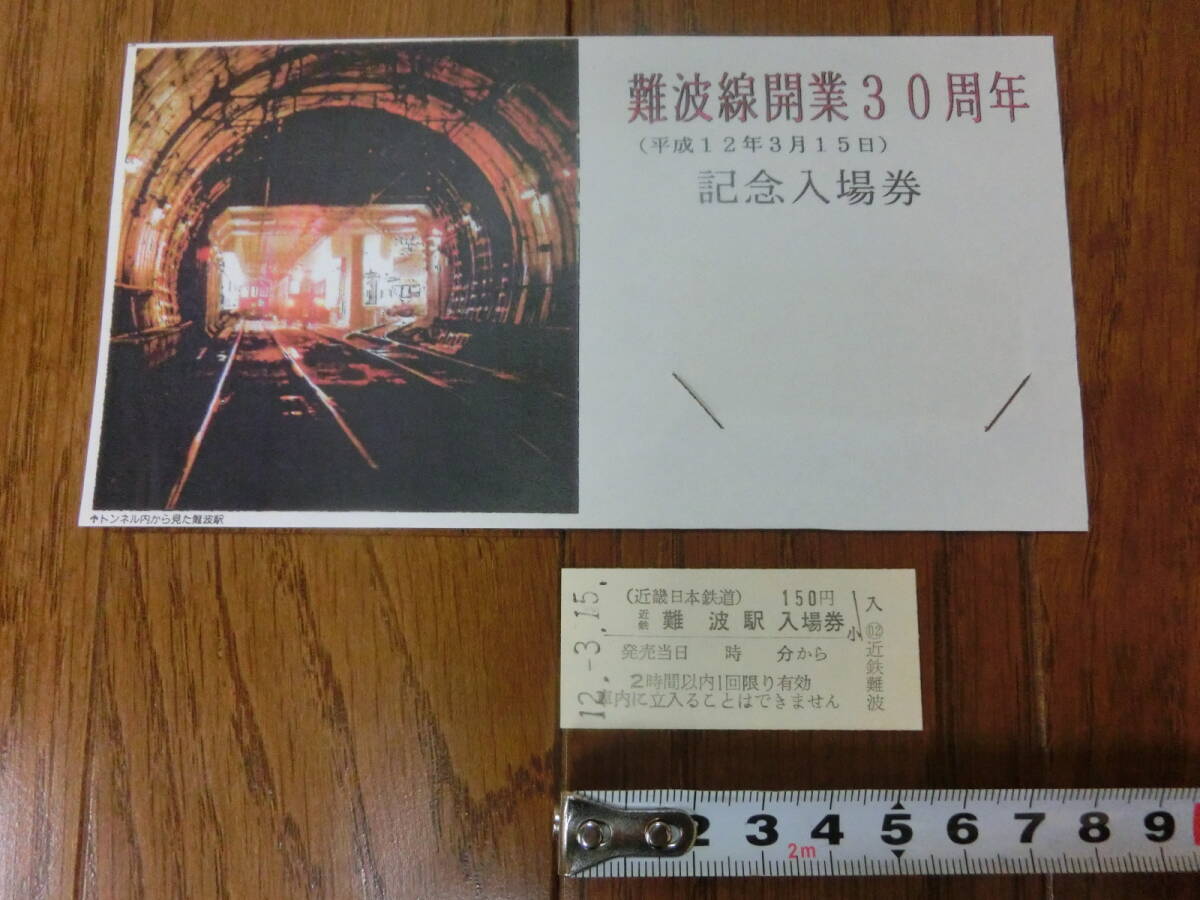 難波線開業30周年
(平成12年3月15日)
記念入場券
↑トンネル内から見た難波駅
12.-3.15.
(近畿日本鉄道) 150円
近鉄 難波駅 入場券 小
発売当日 時 分から
2時間以内1回限り有効
車内に立入ることはできません
入 02 近鉄難波
2 3 4 5 6 7 8 9
2m